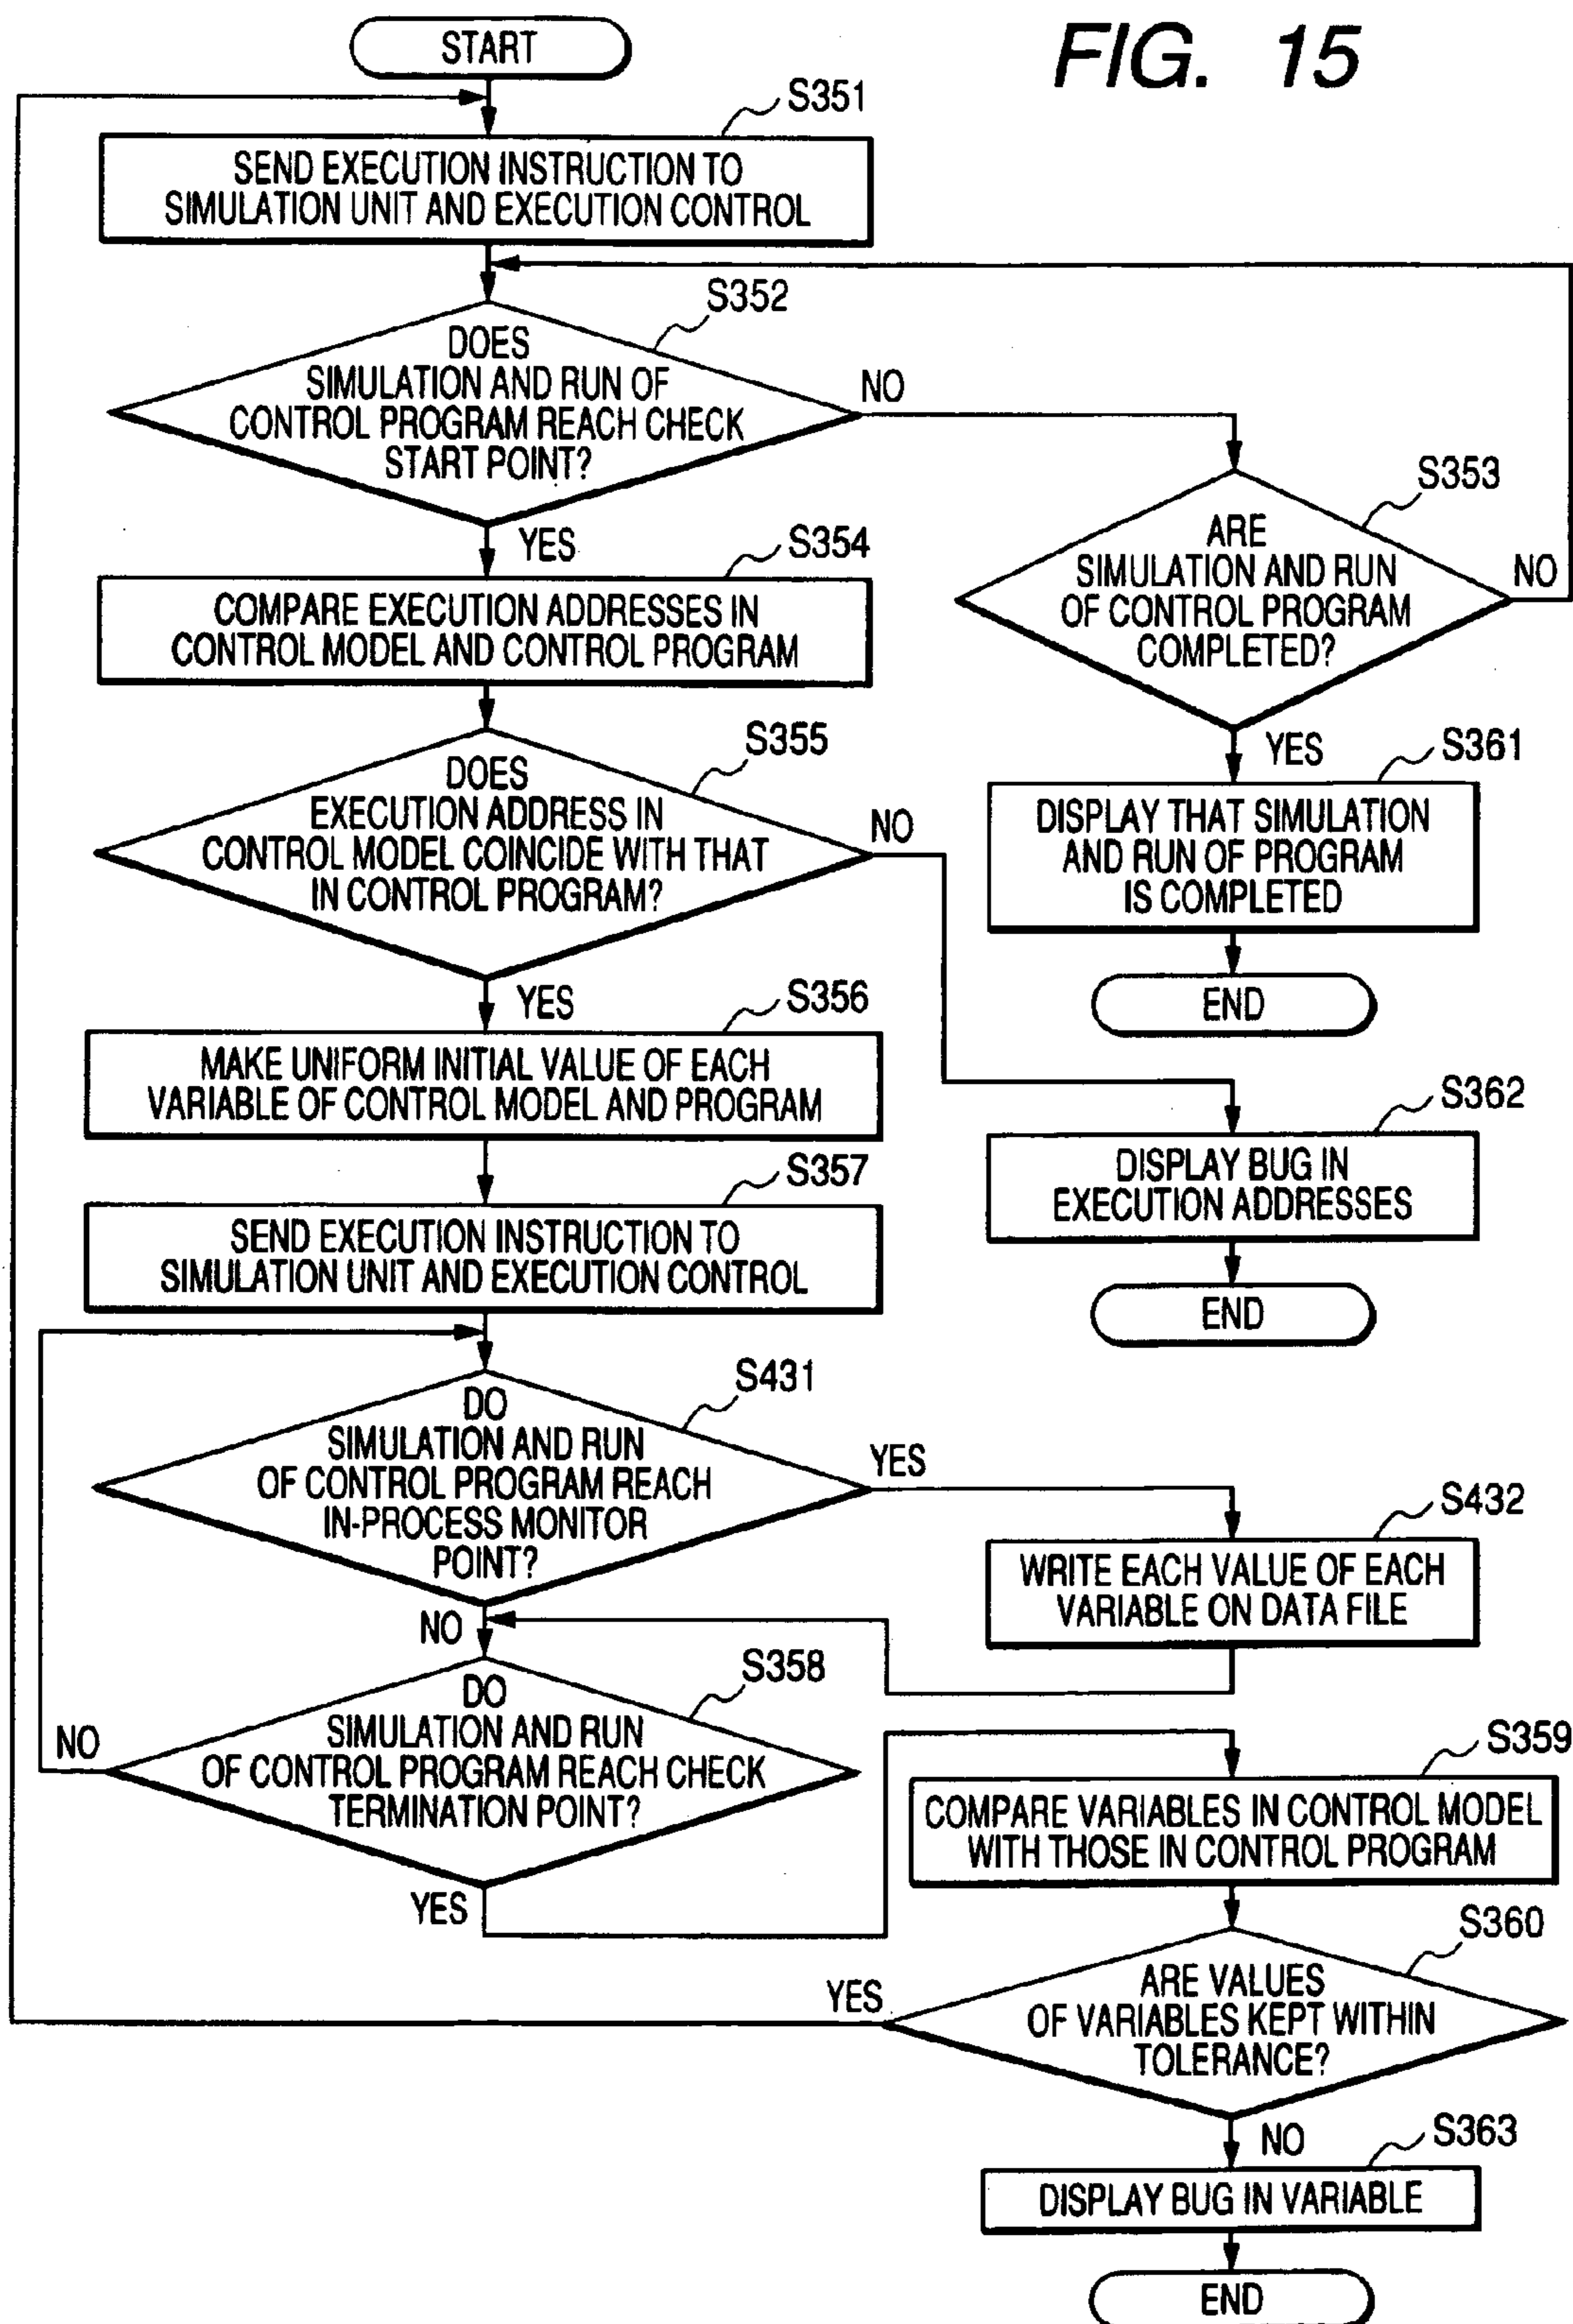 FIG. 15
START
S351
SEND EXECUTION INSTRUCTION TO
SIMULATION UNIT AND EXECUTION CONTROL
S352
DOES
SIMULATION AND RUN OF
CONTROL PROGRAM REACH CHECK
START POINT?
NO
YES
S353
ARE
SIMULATION AND RUN
OF CONTROL PROGRAM
COMPLETED?
NO
YES
S354
COMPARE EXECUTION ADDRESSES IN
CONTROL MODEL AND CONTROL PROGRAM
S355
DOES
EXECUTION ADDRESS IN
CONTROL MODEL COINCIDE WITH THAT
IN CONTROL PROGRAM?
NO
YES
S361
DISPLAY THAT SIMULATION
AND RUN OF PROGRAM
IS COMPLETED
END
S356
MAKE UNIFORM INITIAL VALUE OF EACH
VARIABLE OF CONTROL MODEL AND PROGRAM
S362
DISPLAY BUG IN
EXECUTION ADDRESSES
END
S357
SEND EXECUTION INSTRUCTION TO
SIMULATION UNIT AND EXECUTION CONTROL
S431
DO
SIMULATION AND RUN
OF CONTROL PROGRAM REACH
IN-PROCESS MONITOR
POINT?
YES
NO
S432
WRITE EACH VALUE OF EACH
VARIABLE ON DATA FILE
S358
DO
SIMULATION AND RUN
OF CONTROL PROGRAM REACH CHECK
TERMINATION POINT?
NO
YES
S359
COMPARE VARIABLES IN CONTROL MODEL
WITH THOSE IN CONTROL PROGRAM
S360
ARE VALUES
OF VARIABLES KEPT WITHIN
TOLERANCE?
YES
NO
S363
DISPLAY BUG IN VARIABLE
END